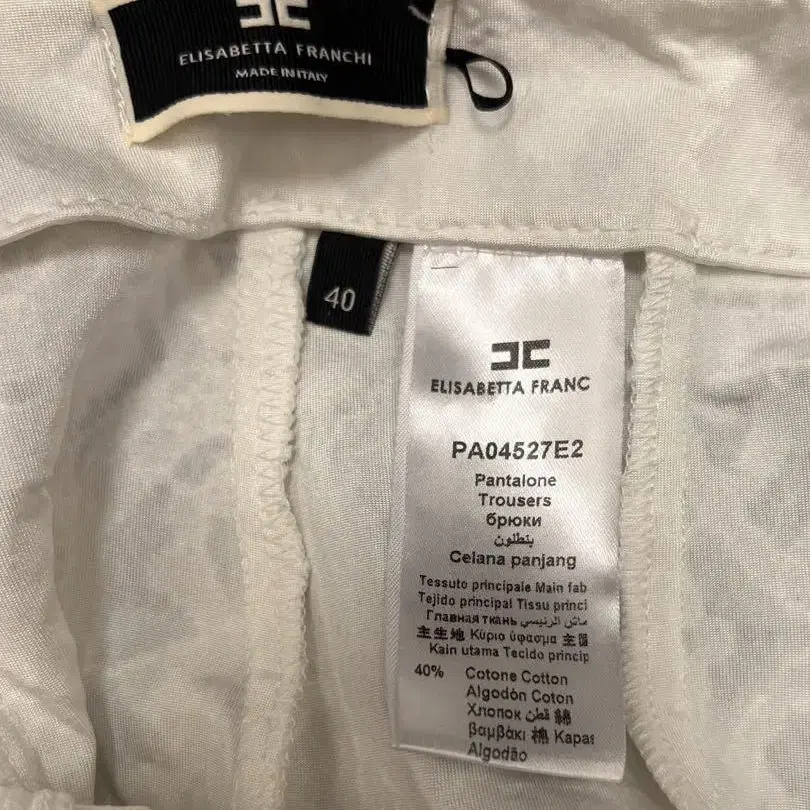 ELISABETTA FRANCHI
MADE IN ITALY
40
ELISABETTA FRANC
PA04527E2
Pantalone
Trousers
брюки
بنطلون
Celana panjang
Tessuto principale Main fab
Tejido principal Tissu princi
Главная ткань ماش الرئيسي
主生地 Κύριο ύφασμα 主
Kain utama Tecido princip
40% Cotone Cotton
Algodón Coton
Хлопок قطن 綿
βαμβάκι 棉 Kapas
Algodão